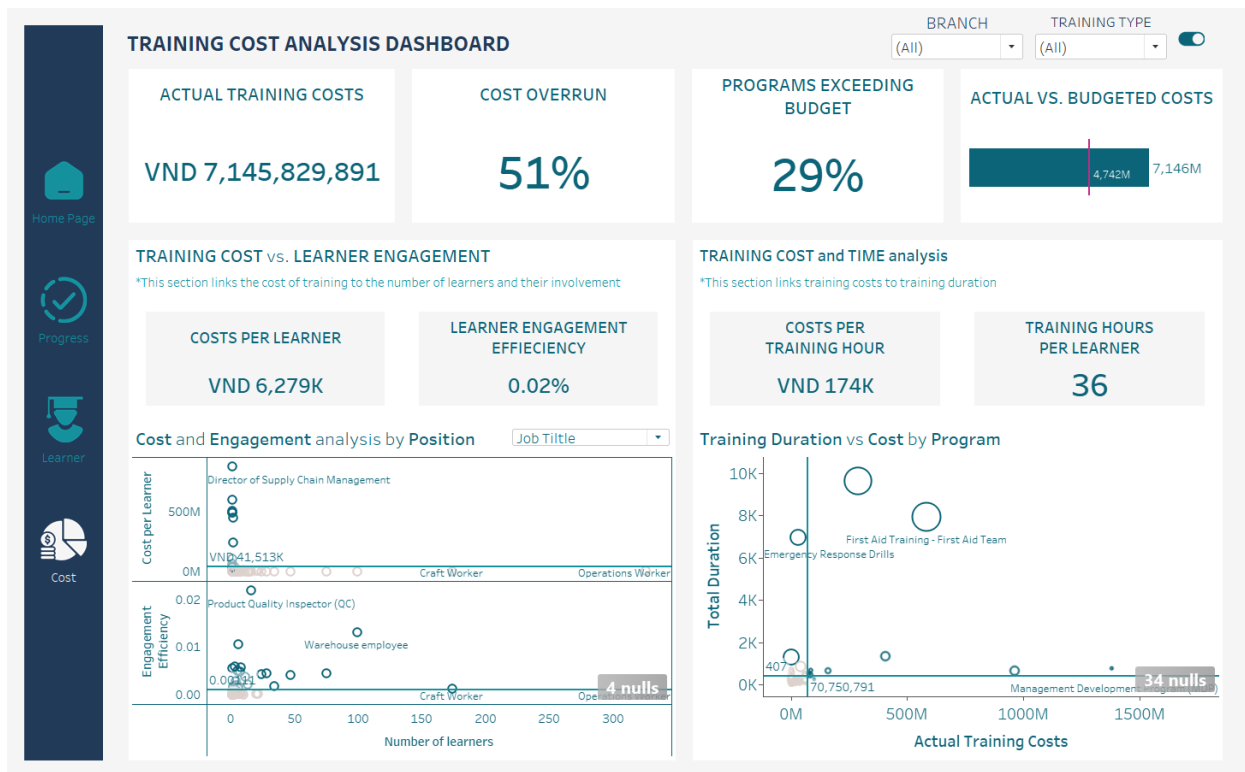 TRAINING COST ANALYSIS DASHBOARD
BRANCH
(All)
TRAINING TYPE
(All)
Home Page
Progress
Learner
Cost
ACTUAL TRAINING COSTS
VND 7,145,829,891
COST OVERRUN
51%
PROGRAMS EXCEEDING
BUDGET
29%
ACTUAL VS. BUDGETED COSTS
4,742M
7,146M
TRAINING COST vs. LEARNER ENGAGEMENT
*This section links the cost of training to the number of learners and their involvement
COSTS PER LEARNER
VND 6,279K
LEARNER ENGAGEMENT
EFFIECIENCY
0.02%
Cost and Engagement analysis by Position
Job Tiltle
Cost per Learner
500M
0M
Director of Supply Chain Management
VND 41,513K
Craft Worker
Operations Worker
Engagement
Efficiency
0.02
0.01
0.00
Product Quality Inspector (QC)
Warehouse employee
0.00111
Craft Worker
Operations Worker
4 nulls
0
50
100
150
200
250
300
Number of learners
TRAINING COST and TIME analysis
*This section links training costs to training duration
COSTS PER
TRAINING HOUR
VND 174K
TRAINING HOURS
PER LEARNER
36
Training Duration vs Cost by Program
Total Duration
10K
8K
6K
4K
2K
0K
First Aid Training - First Aid Team
Emergency Response Drills
407
70,750,791
Management Development Program (MDP)
34 nulls
0M
500M
1000M
1500M
Actual Training Costs